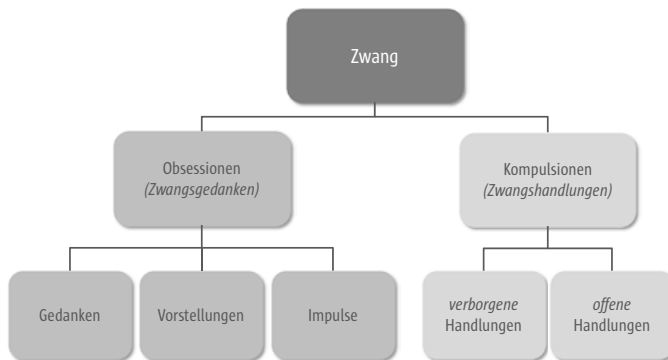 Zwang
Obsessionen
(Zwangsgedanken)
Kompulsionen
(Zwangshandlungen)
Gedanken
Vorstellungen
Impulse
verborgene
Handlungen
offene
Handlungen